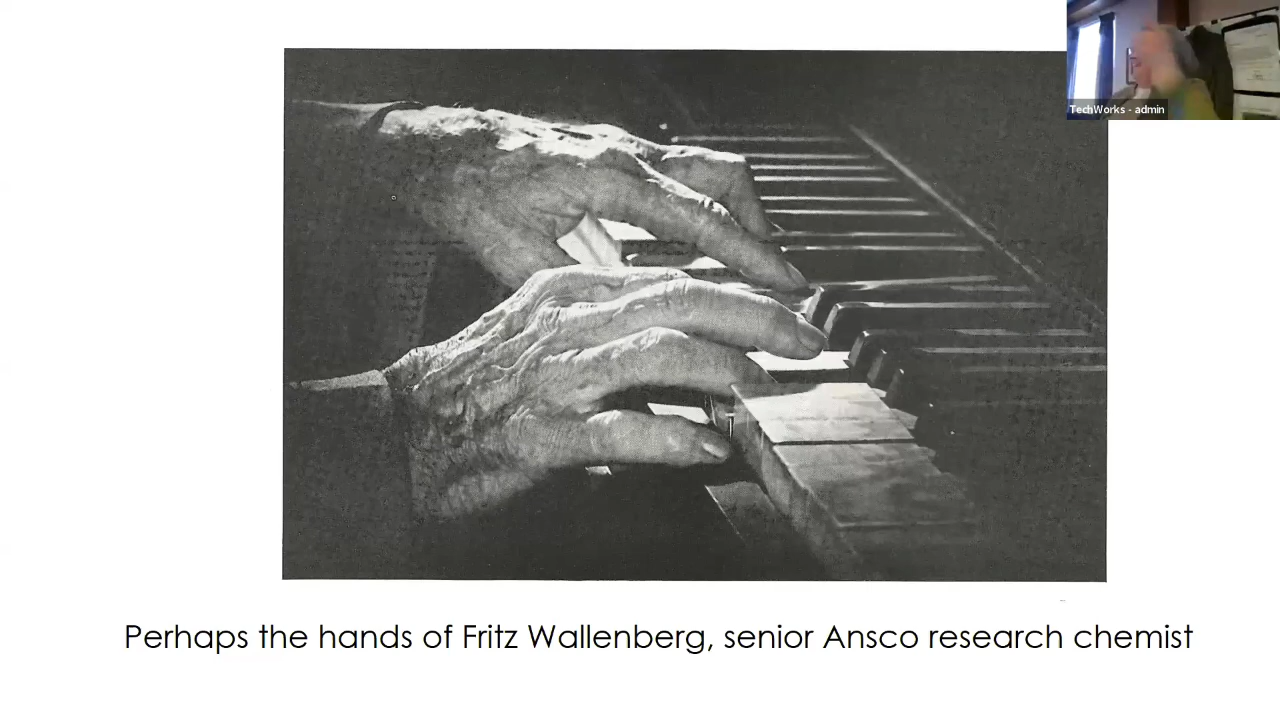 TechWorks - admin
Perhaps the hands of Fritz Wallenberg, senior Ansco research chemist